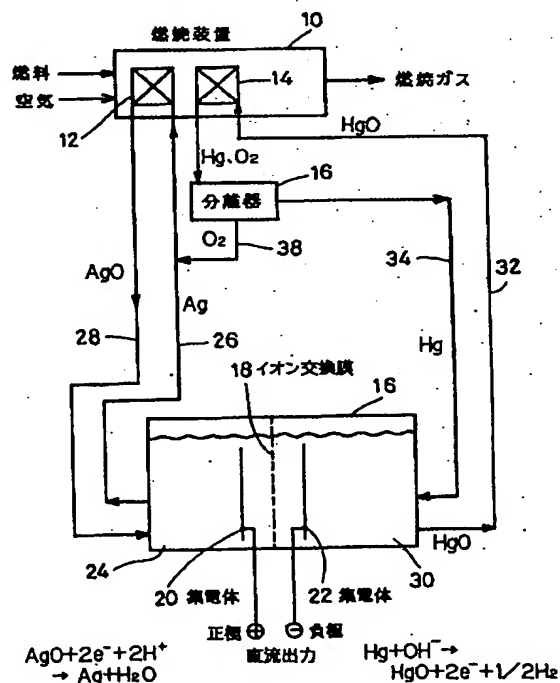 10
燃焼装置
燃料
空気
14
燃焼ガス
12
HgO
Hg、O2
16
分離器
O2
38
34
32
AgO
Ag
28
26
Hg
18 イオン交換膜
16
HgO
24
20 集電体
22 集電体
30
正極 ⊕ ⊖ 負極
直流出力
AgO+2e⁻+2H⁺
→ Ag+H2O
Hg+OH⁻→
HgO+2e⁻+1/2H2